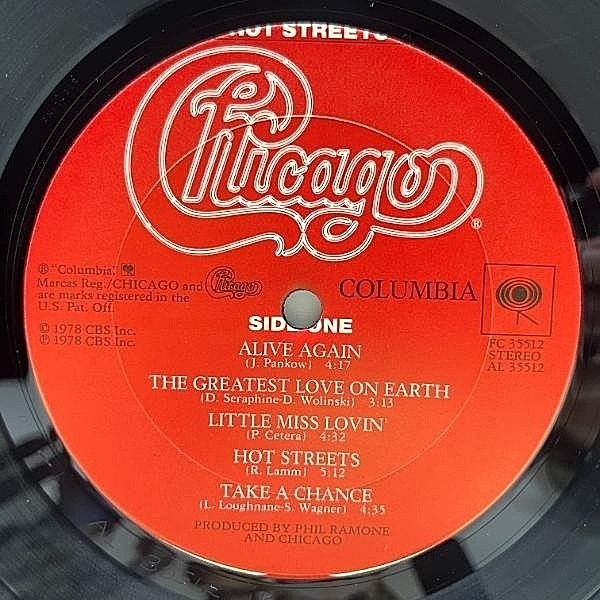 HOT STREETS
Chicago®
℗ "Columbia",
Marcas Reg./CHICAGO and Chicago
are marks registered in the
U.S. Pat. Off.
© 1978 CBS Inc.
℗ 1978 CBS Inc.
COLUMBIA
FC 35512
STEREO
AL 35512
SIDE ONE
ALIVE AGAIN
(J. Pankow) 4:17
THE GREATEST LOVE ON EARTH
(D. Seraphine-D. Wolinski) 3:13
LITTLE MISS LOVIN'
(P. Cetera) 4:32
HOT STREETS
(R. Lamm) 5:12
TAKE A CHANCE
(L. Loughnane-S. Wagner) 4:35
PRODUCED BY PHIL RAMONE
AND CHICAGO